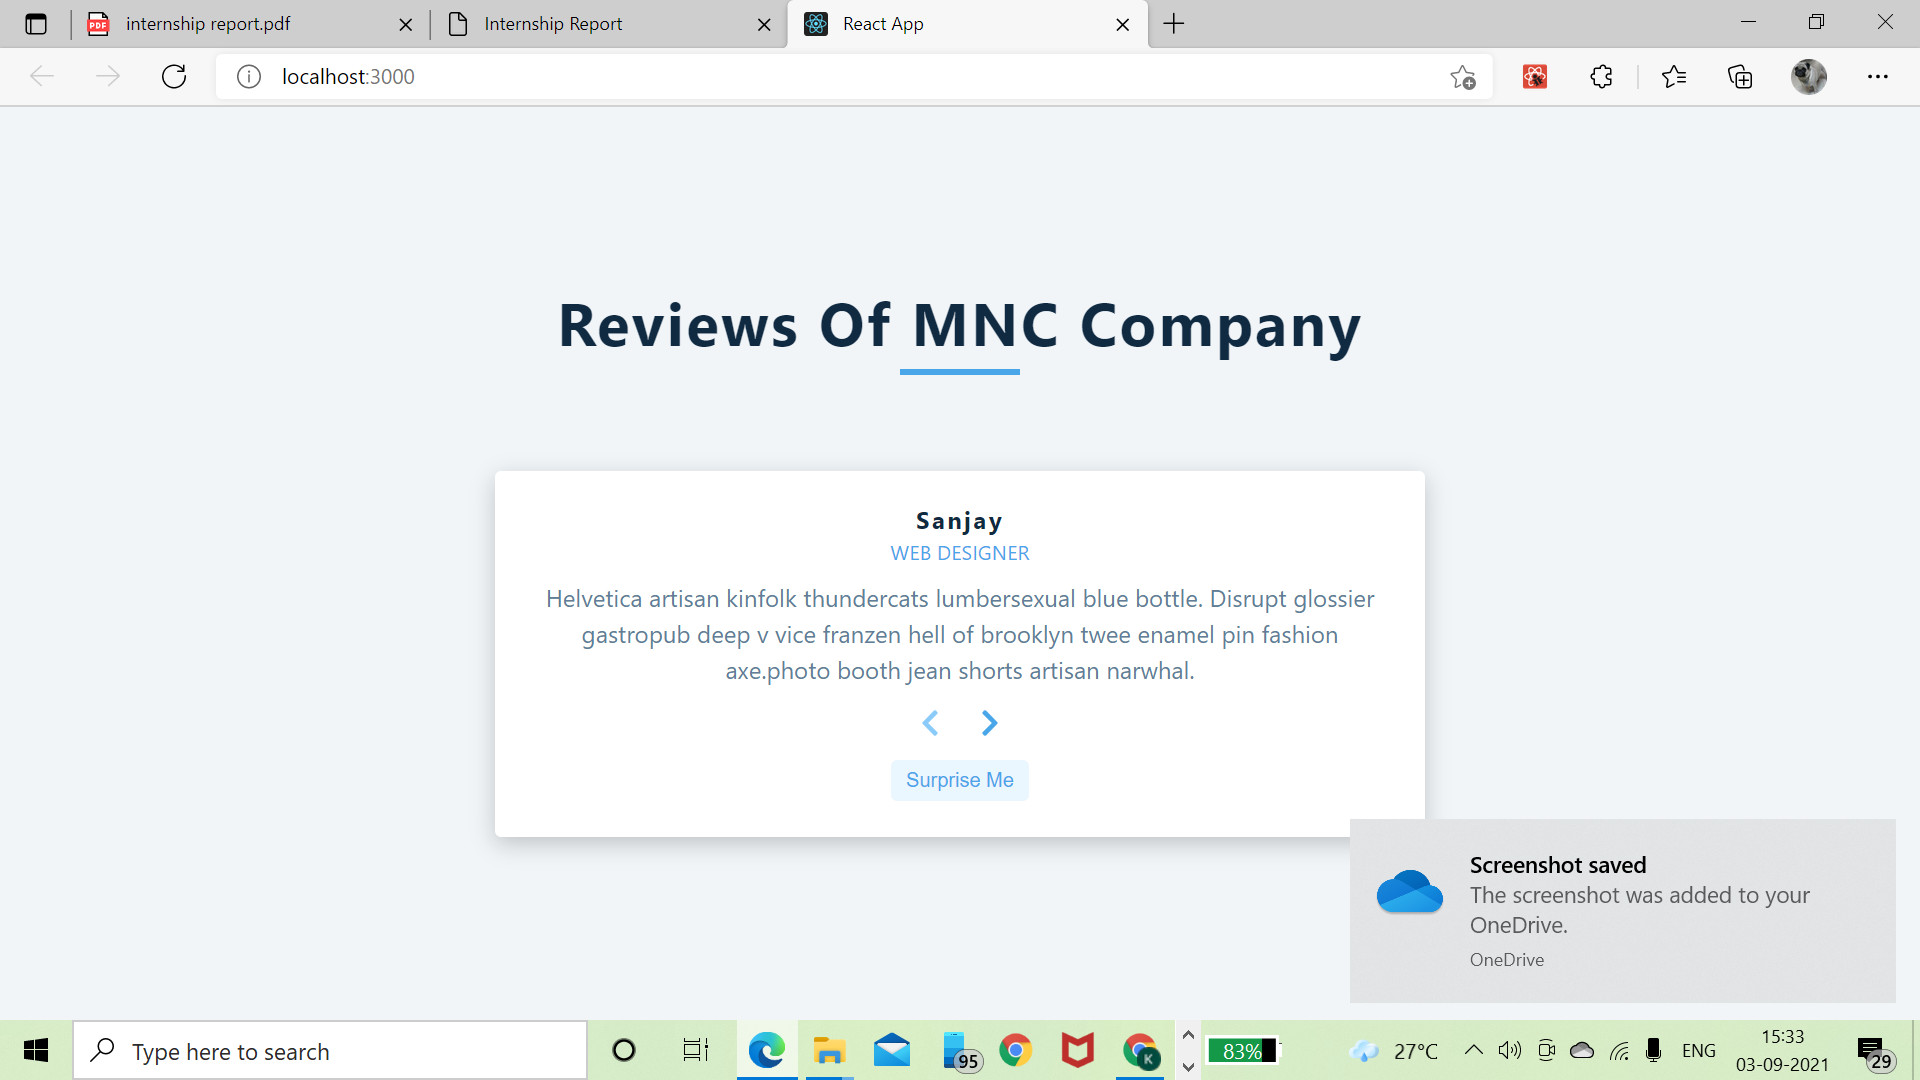 internship report.pdf
Internship Report
React App
localhost:3000
Reviews Of MNC Company
Sanjay
WEB DESIGNER
Helvetica artisan kinfolk thundercats lumbersexual blue bottle. Disrupt glossier
gastropub deep v vice franzen hell of brooklyn twee enamel pin fashion
axe.photo booth jean shorts artisan narwhal.
Surprise Me
Screenshot saved
The screenshot was added to your
OneDrive.
OneDrive
Type here to search
95
K
83%
27°C
ENG
15:33
03-09-2021
29
PDF